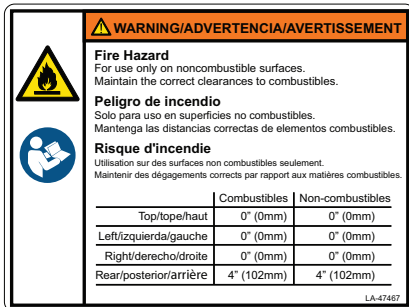 WARNING/ADVERTENCIA/AVERTISSEMENT
Fire Hazard
For use only on noncombustible surfaces.
Maintain the correct clearances to combustibles.
Peligro de incendio
Solo para uso en superficies no combustibles.
Mantenga las distancias correctas de elementos combustibles.
Risque d'incendie
Utilisation sur des surfaces non combustibles seulement.
Maintenir des dégagements corrects par rapport aux matières combustibles.
Combustibles Non-combustibles
Top/tope/haut 0” (0mm) 0” (0mm)
Left/izquierda/gauche 0” (0mm) 0” (0mm)
Right/derecho/droite 0” (0mm) 0” (0mm)
Rear/posterior/arrière 4” (102mm) 4” (102mm)
LA-47467